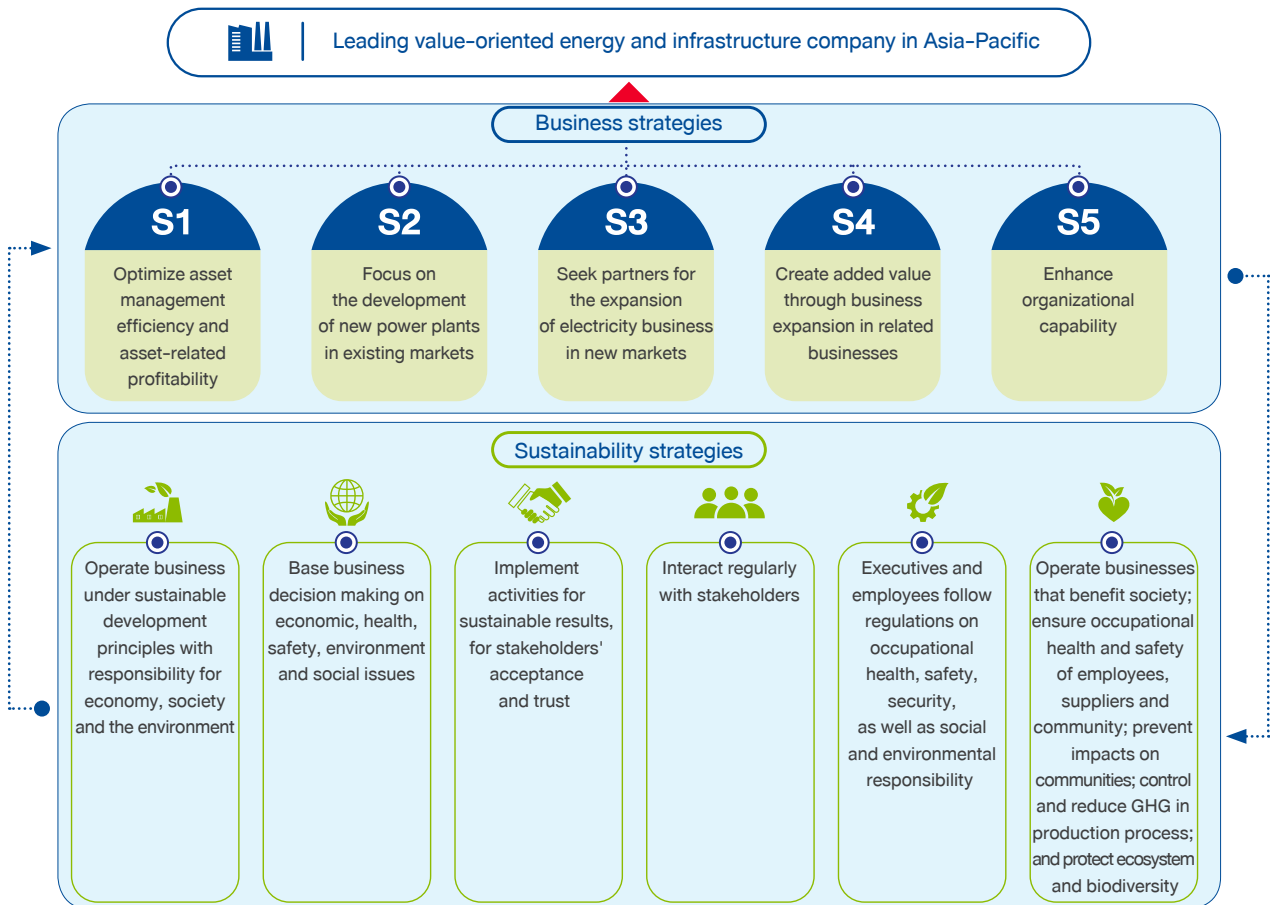 Leading value-oriented energy and infrastructure company in Asia-Pacific
Business strategies
S1
Optimize asset
management
efficiency and
asset-related
profitability
S2
Focus on
the development
of new power plants
in existing markets
S3
Seek partners for
the expansion
of electricity business
in new markets
S4
Create added value
through business
expansion in related
businesses
S5
Enhance
organizational
capability
Sustainability strategies
Operate business
under sustainable
development
principles with
responsibility for
economy, society
and the environment
Base business
decision making on
economic, health,
safety, environment
and social issues
Implement
activities for
sustainable results,
for stakeholders'
acceptance
and trust
Interact regularly
with stakeholders
Executives and
employees follow
regulations on
occupational
health, safety,
security,
as well as social
and environmental
responsibility
Operate businesses
that benefit society;
ensure occupational
health and safety
of employees,
suppliers and
community; prevent
impacts on
communities; control
and reduce GHG in
production process;
and protect ecosystem
and biodiversity